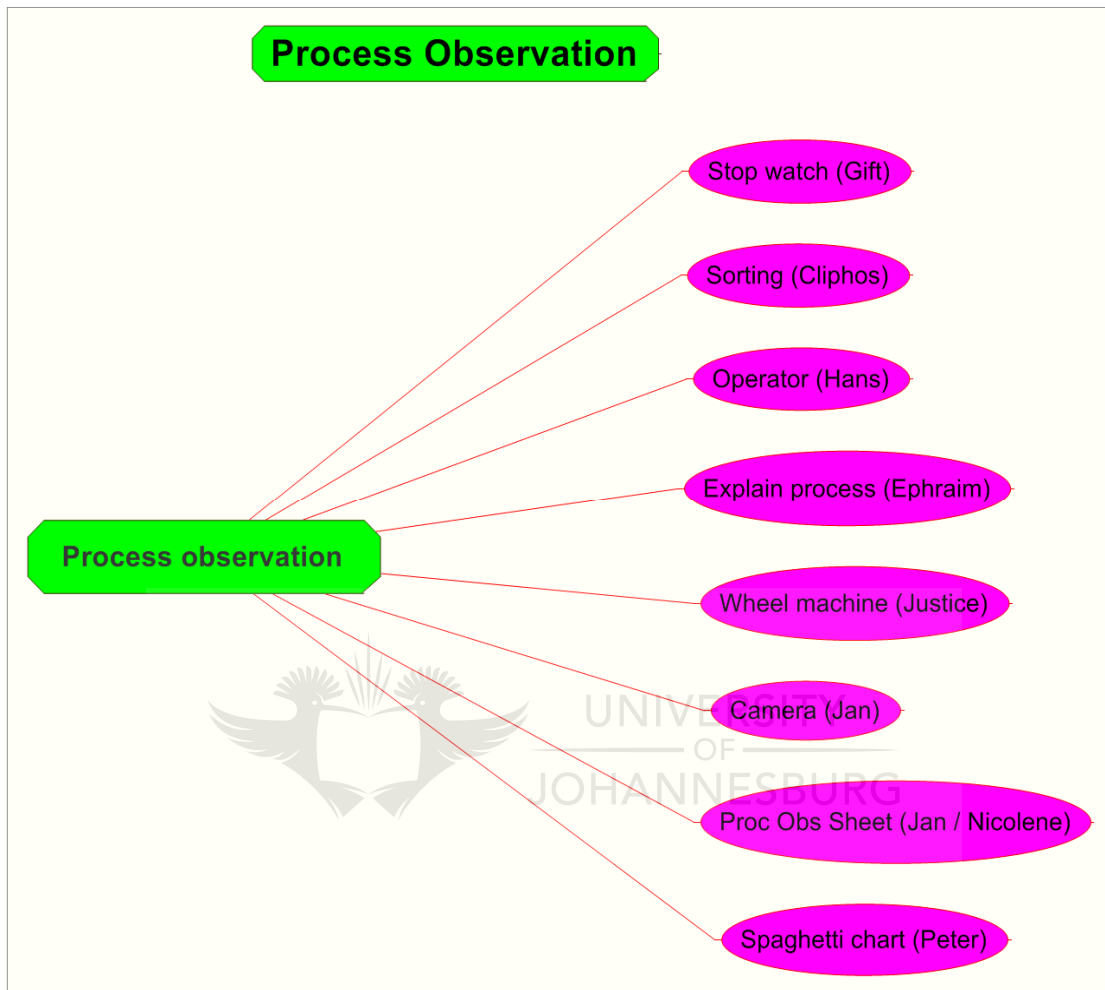 Process Observation
Stop watch (Gift)
Sorting (Cliphos)
Operator (Hans)
Explain process (Ephraim)
Process observation
Wheel machine (Justice)
Camera (Jan)
UNIVERSITY
OF
JOHANNESBURG
Proc Obs Sheet (Jan / Nicolene)
Spaghetti chart (Peter)